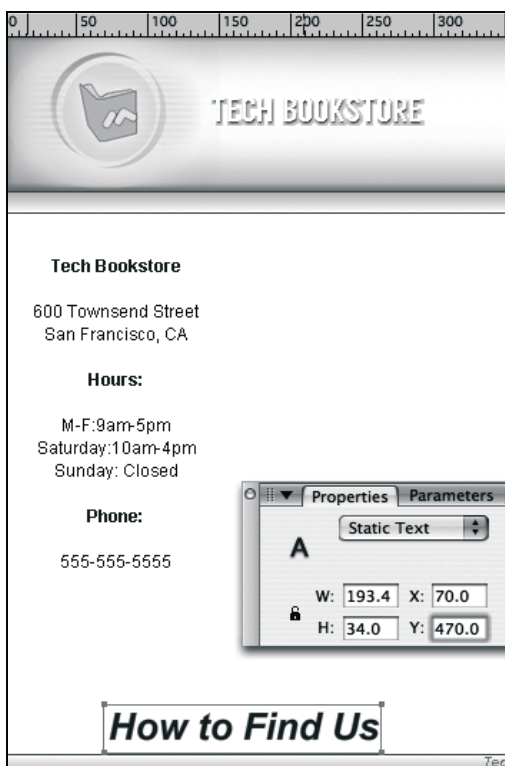 0 50 100 150 200 250 300
TECH BOOKSTORE
Tech Bookstore
600 Townsend Street
San Francisco, CA
Hours:
M-F:9am-5pm
Saturday:10am-4pm
Sunday: Closed
Phone:
555-555-5555
Properties Parameters
Static Text
A
W: 193.4 X: 70.0
H: 34.0 Y: 470.0
How to Find Us
Tec